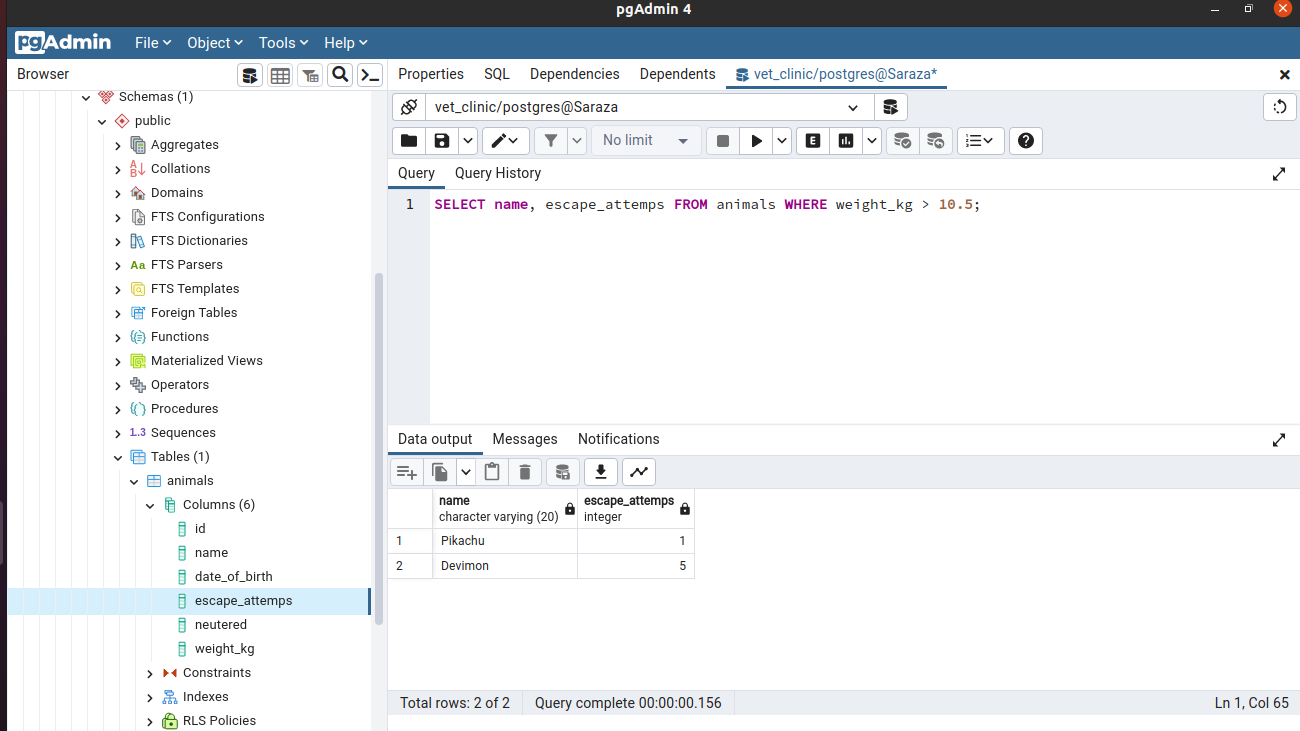 pgAdmin 4
pgAdmin File Object Tools Help
Browser
Properties SQL Dependencies Dependents vet_clinic/postgres@Saraza*
vet_clinic/postgres@Saraza
No limit
E
Query Query History
1 SELECT name, escape_attemps FROM animals WHERE weight_kg > 10.5;
Schemas (1)
public
Aggregates
Collations
Domains
FTS Configurations
FTS Dictionaries
Aa FTS Parsers
FTS Templates
Foreign Tables
Functions
Materialized Views
Operators
Procedures
1..3 Sequences
Tables (1)
animals
Columns (6)
id
name
date_of_birth
escape_attemps
neutered
weight_kg
Constraints
Indexes
RLS Policies
Data output Messages Notifications
name escape_attemps
character varying (20) integer
1 Pikachu 1
2 Devimon 5
Total rows: 2 of 2 Query complete 00:00:00.156 Ln 1, Col 65